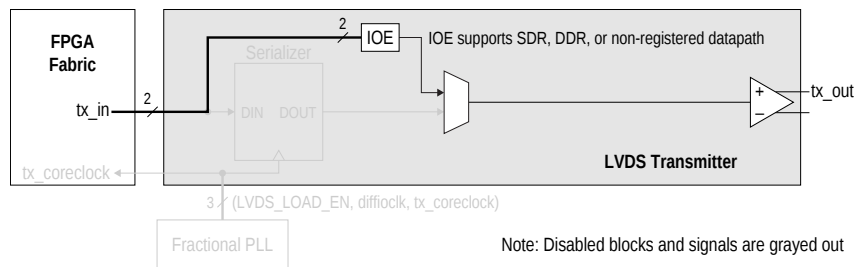 2
IOE
IOE supports SDR, DDR, or non-registered datapath
FPGA
Fabric
Serializer
2
tx_in
DIN DOUT
+
–
tx_out
LVDS Transmitter
tx_coreclock
3 (LVDS_LOAD_EN, diffioclk, tx_coreclock)
Fractional PLL
Note: Disabled blocks and signals are grayed out